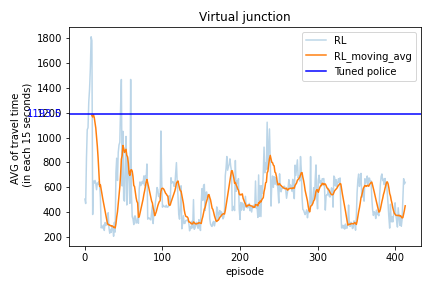 Virtual junction
RL
RL_moving_avg
Tuned police
AVG of travel time
(in each 15 seconds)
1800
1600
1400
1200
1000
800
600
400
200
0
100
200
300
400
episode